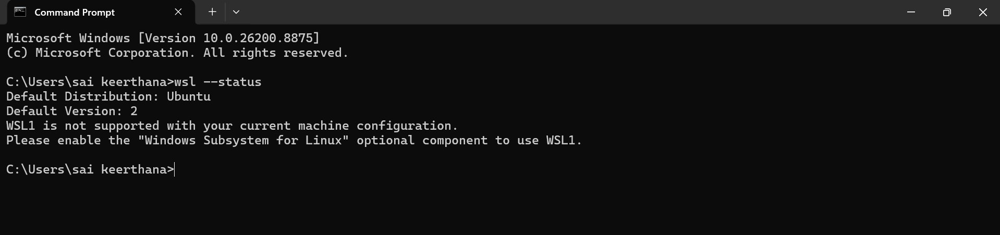 Command Prompt
Microsoft Windows [Version 10.0.26200.8875]
(c) Microsoft Corporation. All rights reserved.
C:\Users\sai keerthana>wsl --status
Default Distribution: Ubuntu
Default Version: 2
WSL1 is not supported with your current machine configuration.
Please enable the "Windows Subsystem for Linux" optional component to use WSL1.
C:\Users\sai keerthana>